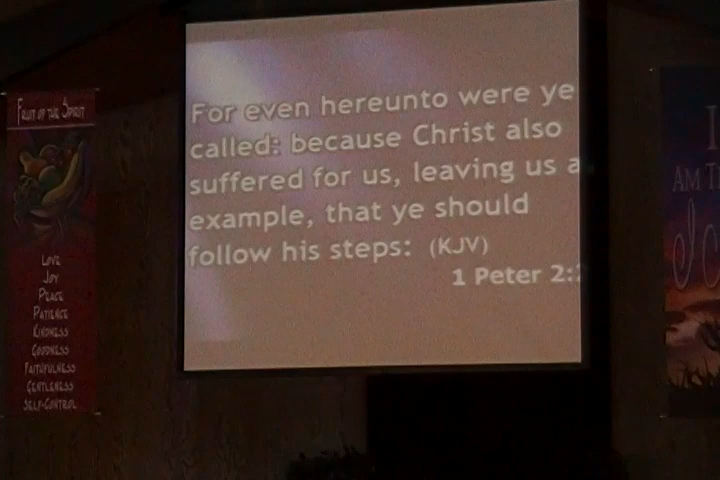 FRUIT OF THE SPIRIT
LOVE
JOY
PEACE
PATIENCE
KINDNESS
GOODNESS
FAITHFULNESS
GENTLENESS
SELF-CONTROL
For even hereunto were ye
called: because Christ also
suffered for us, leaving us a
example, that ye should
follow his steps: (KJV)
1 Peter 2:
I
AM T